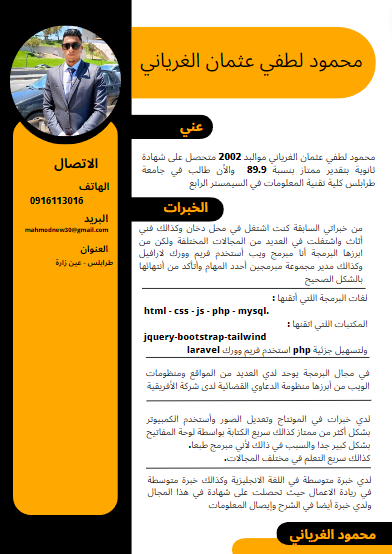 محمود لطفي عثمان الغرياني
عني
محمود لطفي عثمان الغرياني مواليد 2002 متحصل على شهادة
ثانوية بتقدير ممتاز بنسبة 89.9 والأن طالب في جامعة
طرابلس كلية تقنية المعلومات في السيمستر الرابع
الخبرات
من خبراتي السابقة كنت اشتغل في محل دخان وكذالك فني
أثاث واشتغلت في العديد من المجالات المختلفة ولكن من
ابرزها البرمجة أنا مبرمج ويب أستخدم فريم وورك لارافيل
وكذالك مدير مجموعة مبرمجين أحدد المهام وأتأكد من أنتهائها
بالشكل الصحيح
لغات البرمجة التي أتقنها :
html - css - js - php - mysql.
المكتبات التي اتقنها :
jquery-bootstrap-tailwind
ولتسهيل جزئية php استخدم فريم وورك laravel
في مجال البرمجة يوجد لدي العديد من المواقع ومنظومات
الويب من أبرزها منظومة الدعاوي القضائية لدى شركة الأفريقية
لدي خبرات في المونتاج وتعديل الصور وأستخدم الكمبيوتر
بشكل أكثر من ممتاز كذالك سريع الكتابة بواسطة لوحة المفاتيح
بشكل كبير جدا والسبب في ذالك لأني مبرمج طبعا.
كذالك سريع التعلم في مختلف المجالات.
لدي خبرة متوسطة في اللغة الانجليزية وكذالك خبرة متوسطة
في ريادة الاعمال حيث تحصلت على شهادة في هذا المجال
ولدي خبرة أيضا في الشرح وإيصال المعلومات
محمود الغرياني
الاتصال
الهاتف
0916113016
البريد
mahmodnew30@gmail.com
العنوان
طرابلس - عين زارة